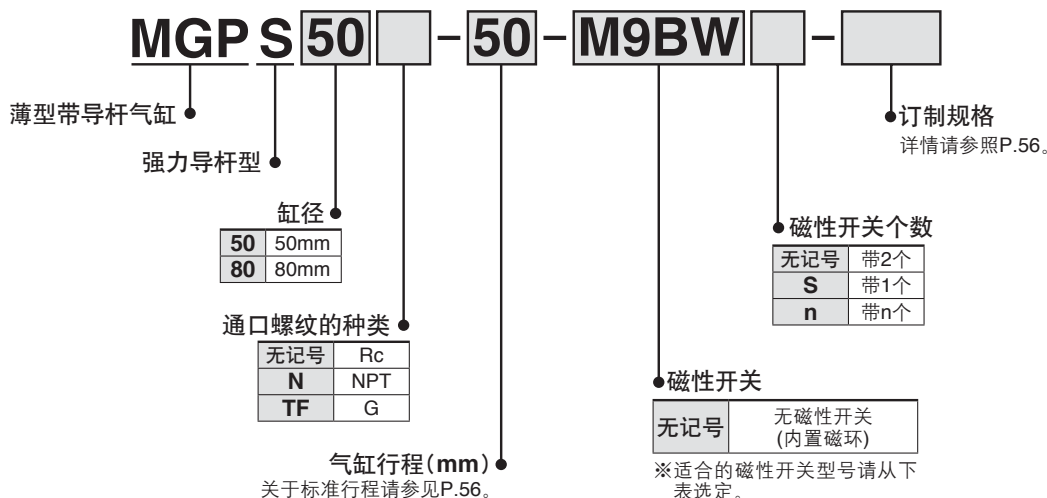 MGP S 50 - 50 - M9BW -
薄型带导杆气缸
强力导杆型
缸径
50 50mm
80 80mm
通口螺纹的种类
无记号 Rc
N NPT
TF G
气缸行程(mm)
关于标准行程请参见P.56。
订制规格
详情请参照P.56。
磁性开关个数
无记号 带2个
S 带1个
n 带n个
磁性开关
无记号 无磁性开关
(内置磁环)
※适合的磁性开关型号请从下
表选定。